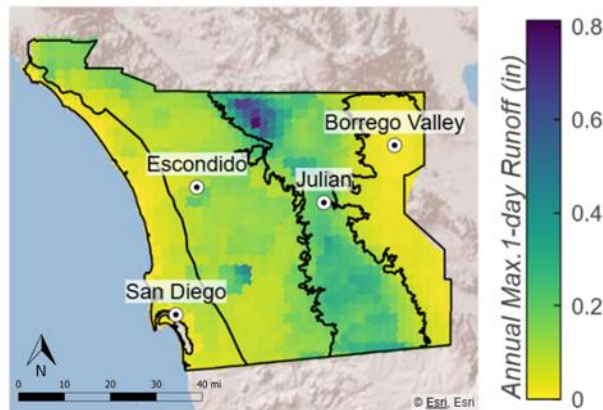 Borrego Valley
Escondido
Julian
San Diego
N
0 10 20 30 40 mi
© Esri, Esri
Annual Max.1-day Runoff (in)
0.8
0.6
0.4
0.2
0